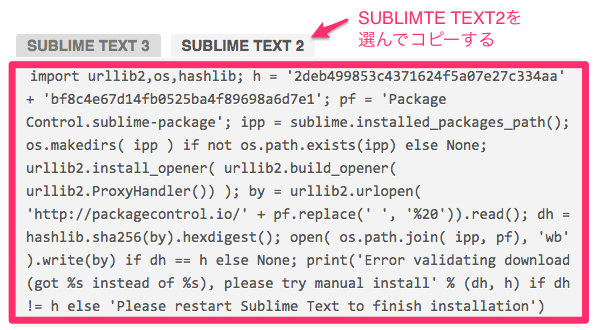 SUBLIMTE TEXT2を
選んでコピーする
SUBLIME TEXT 3 SUBLIME TEXT 2
import urllib2,os,hashlib; h = '2deb499853c4371624f5a07e27c334aa'
+ 'bf8c4e67d14fb0525ba4f89698a6d7e1'; pf = 'Package
Control.sublime-package'; ipp = sublime.installed_packages_path();
os.makedirs( ipp ) if not os.path.exists(ipp) else None;
urllib2.install_opener( urllib2.build_opener(
urllib2.ProxyHandler()) ); by = urllib2.urlopen(
'http://packagecontrol.io/' + pf.replace(' ', '%20')).read(); dh =
hashlib.sha256(by).hexdigest(); open( os.path.join( ipp, pf), 'wb'
).write(by) if dh == h else None; print('Error validating download
(got %s instead of %s), please try manual install' % (dh, h) if dh
!= h else 'Please restart Sublime Text to finish installation')